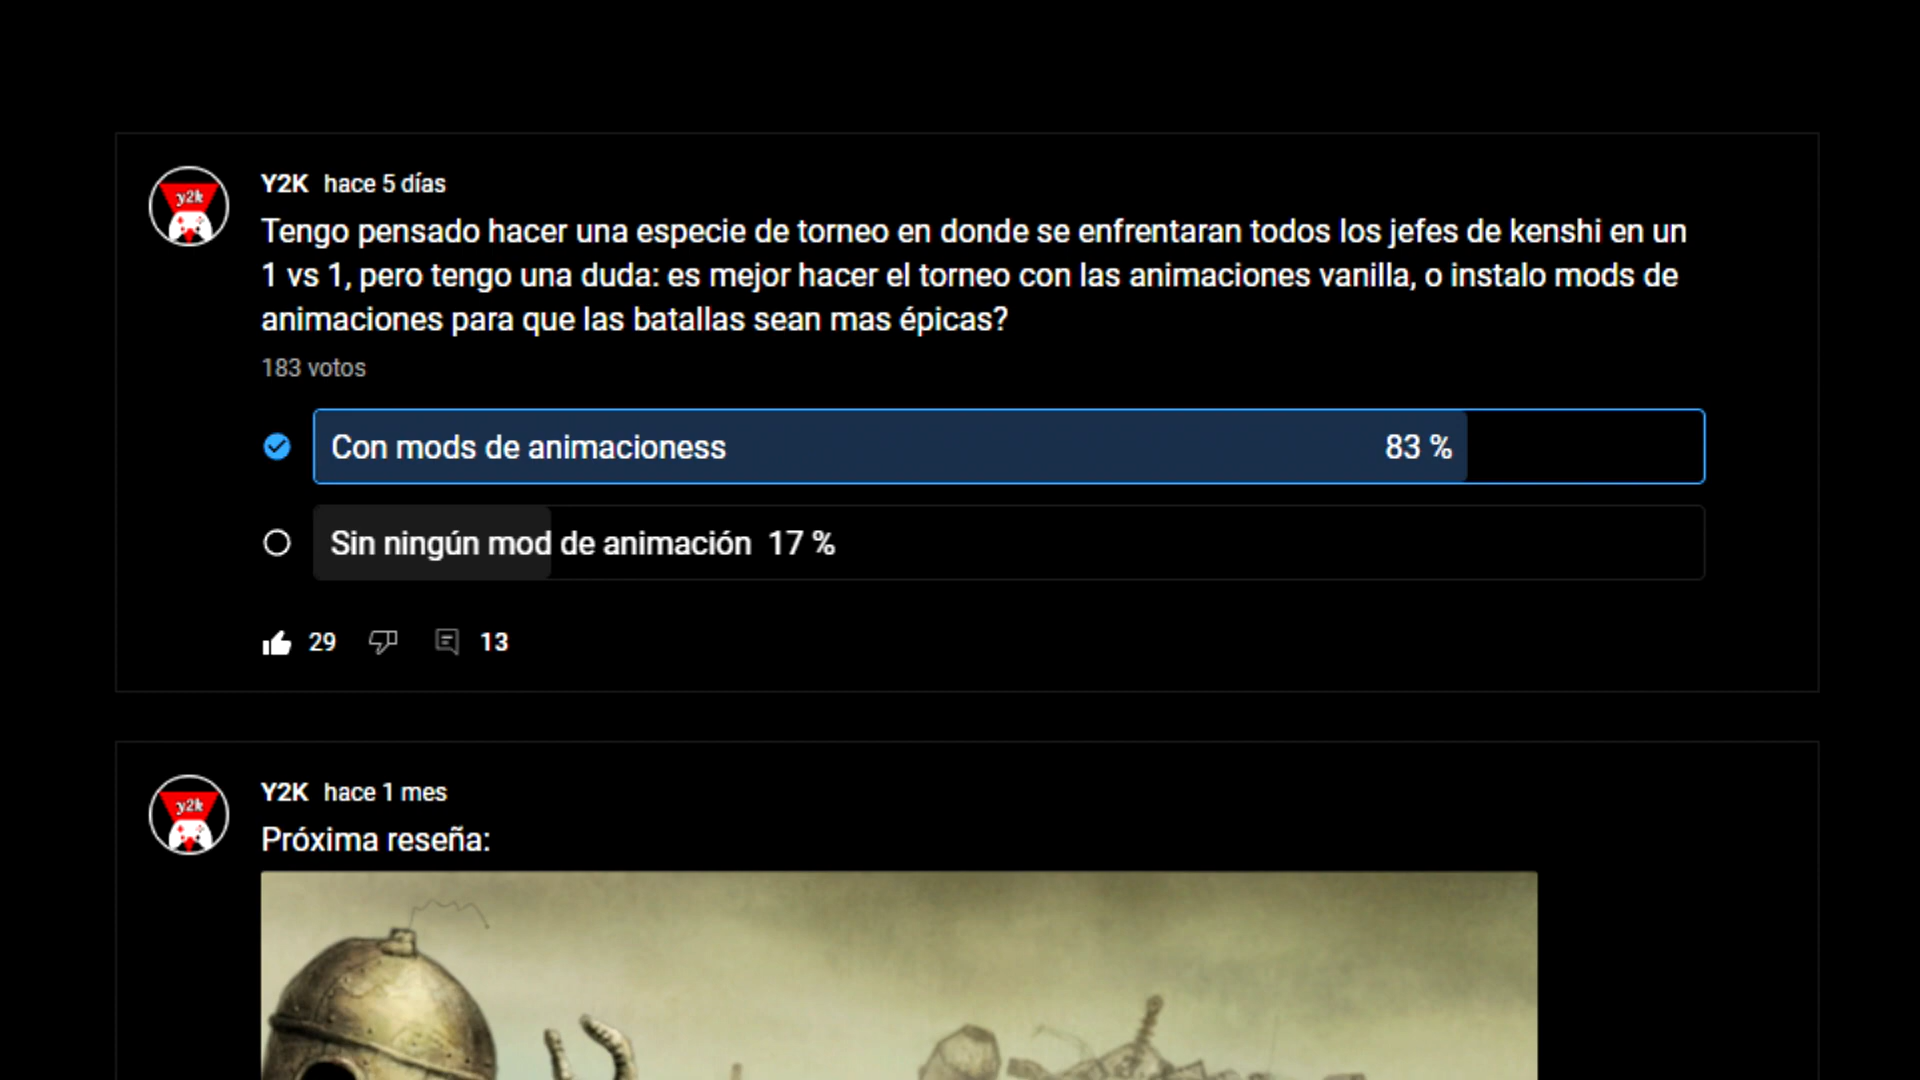 y2k
Y2K hace 5 días
Tengo pensado hacer una especie de torneo en donde se enfrentaran todos los jefes de kenshi en un
1 vs 1, pero tengo una duda: es mejor hacer el torneo con las animaciones vanilla, o instalo mods de
animaciones para que las batallas sean mas épicas?
183 votos
Con mods de animacioness 83 %
Sin ningún mod de animación 17 %
29 13
y2k
Y2K hace 1 mes
Próxima reseña: